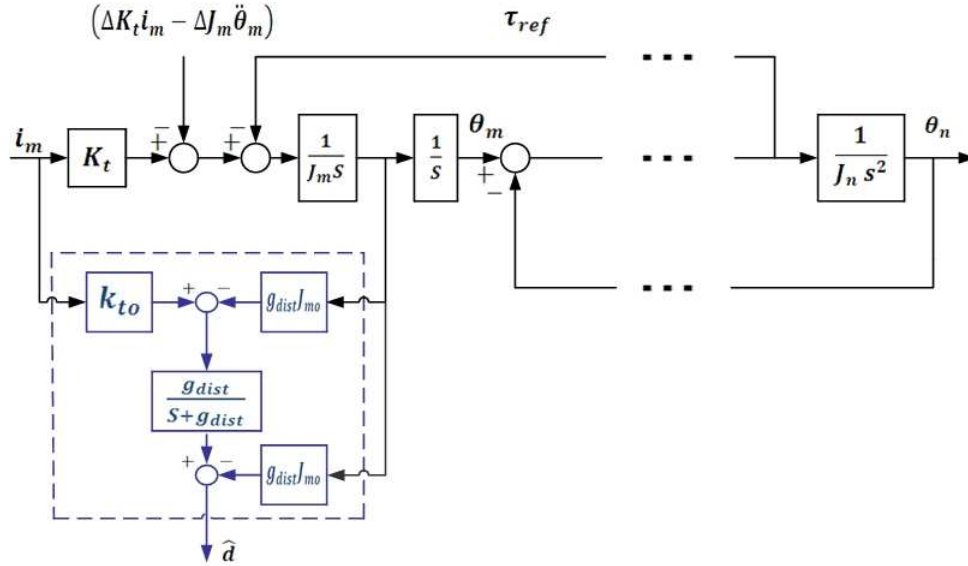 (ΔK_t i_m − ΔJ_m θ̈_m)
τ_ref
i_m
K_t
+
−
+
−
1
J_m S
1
S
θ_m
+
−
1
J_n s²
θ_n
k_to
+
−
g_dist J_mo
g_dist
S+g_dist
+
−
g_dist J_mo
d̂